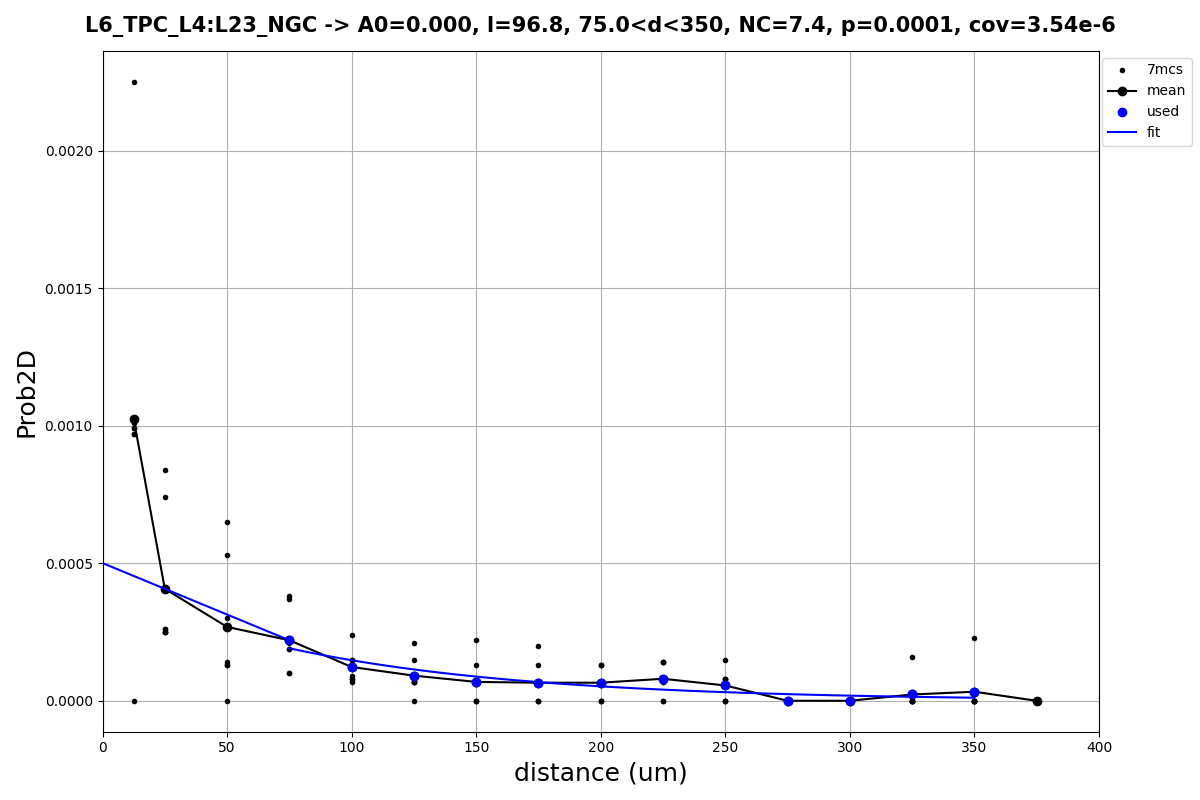 L6_TPC_L4:L23_NGC -> A0=0.000, l=96.8, 75.0<d<350, NC=7.4, p=0.0001, cov=3.54e-6
7mcs
mean
used
fit
Prob2D
0.0020
0.0015
0.0010
0.0005
0.0000
0 50 100 150 200 250 300 350 400
distance (um)